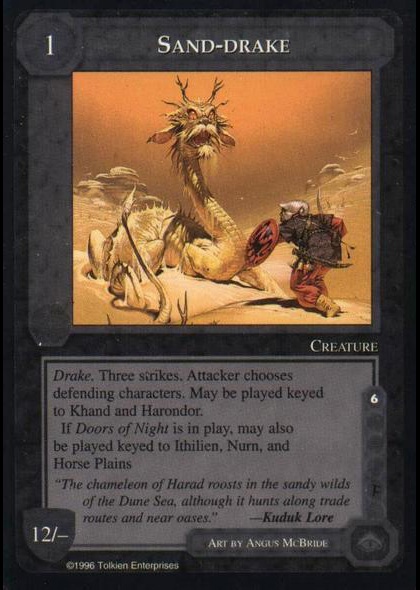 1
SAND-DRAKE
CREATURE
Drake. Three strikes. Attacker chooses
defending characters. May be played keyed
to Khand and Harondor.
If Doors of Night is in play, may also
be played keyed to Ithilien, Nurn, and
Horse Plains
6
"The chameleon of Harad roosts in the sandy wilds
of the Dune Sea, although it hunts along trade
routes and near oases." —Kuduk Lore
F
12/–
ART BY ANGUS MCBRIDE
©1996 Tolkien Enterprises